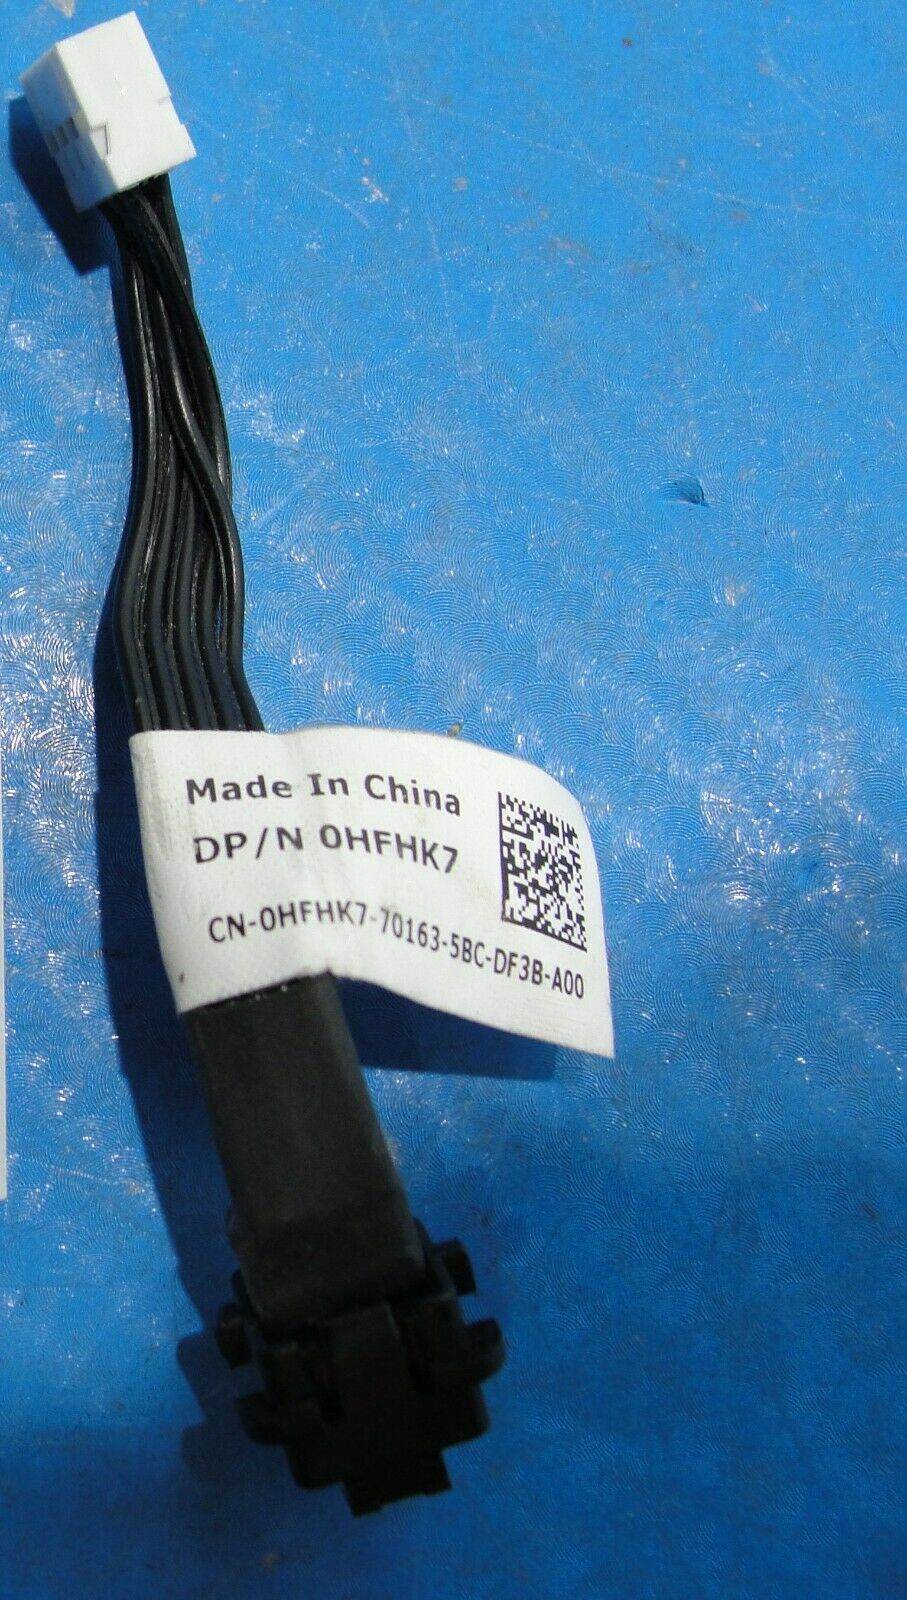 Made In China
DP/N 0HFHK7
CN-0HFHK7-70163-5BC-DF3B-A00